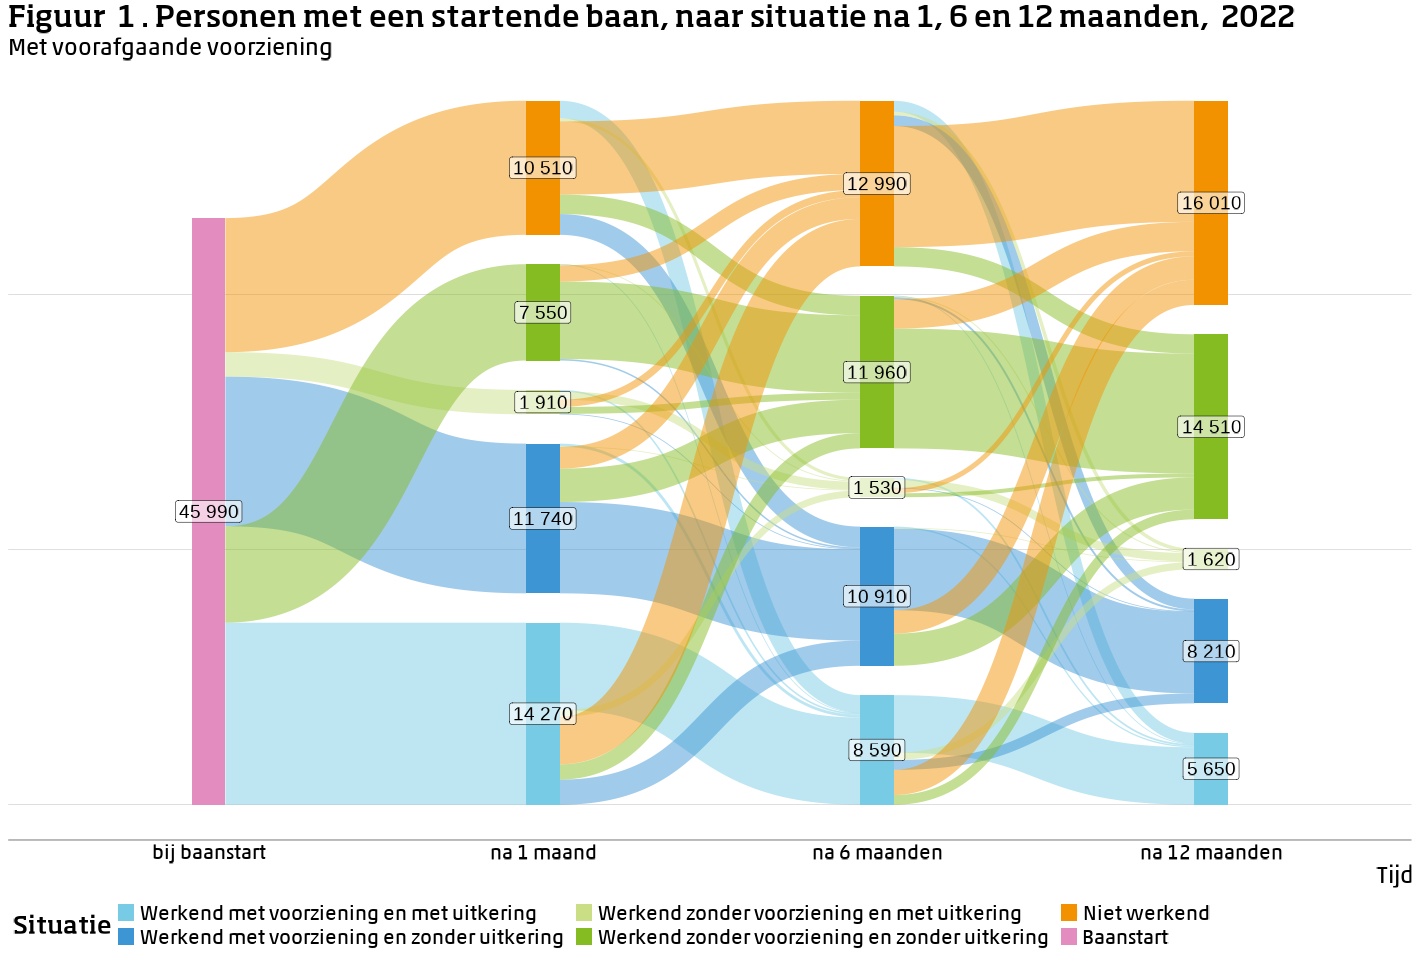 Figuur 1 . Personen met een startende baan, naar situatie na 1, 6 en 12 maanden, 2022
Met voorafgaande voorziening
45 990
10 510
7 550
1 910
11 740
14 270
12 990
11 960
1 530
10 910
8 590
16 010
14 510
1 620
8 210
5 650
bij baanstart
na 1 maand
na 6 maanden
na 12 maanden
Tijd
Situatie
Werkend met voorziening en met uitkering
Werkend met voorziening en zonder uitkering
Werkend zonder voorziening en met uitkering
Werkend zonder voorziening en zonder uitkering
Niet werkend
Baanstart